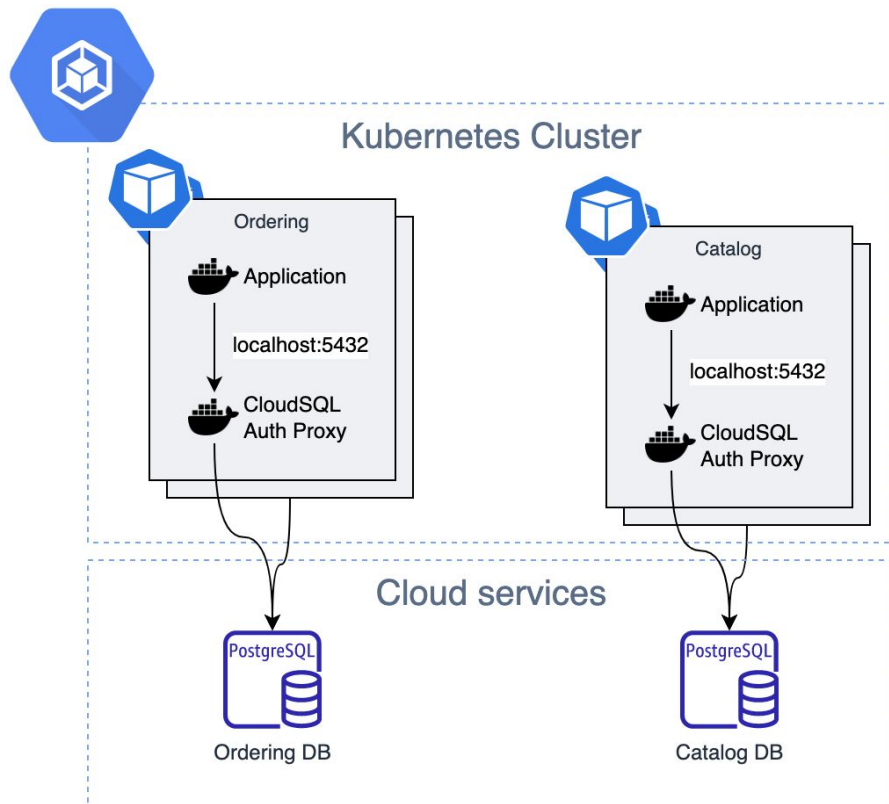 Kubernetes Cluster
Ordering
Application
localhost:5432
CloudSQL
Auth Proxy
Catalog
Application
localhost:5432
CloudSQL
Auth Proxy
Cloud services
PostgreSQL
Ordering DB
PostgreSQL
Catalog DB